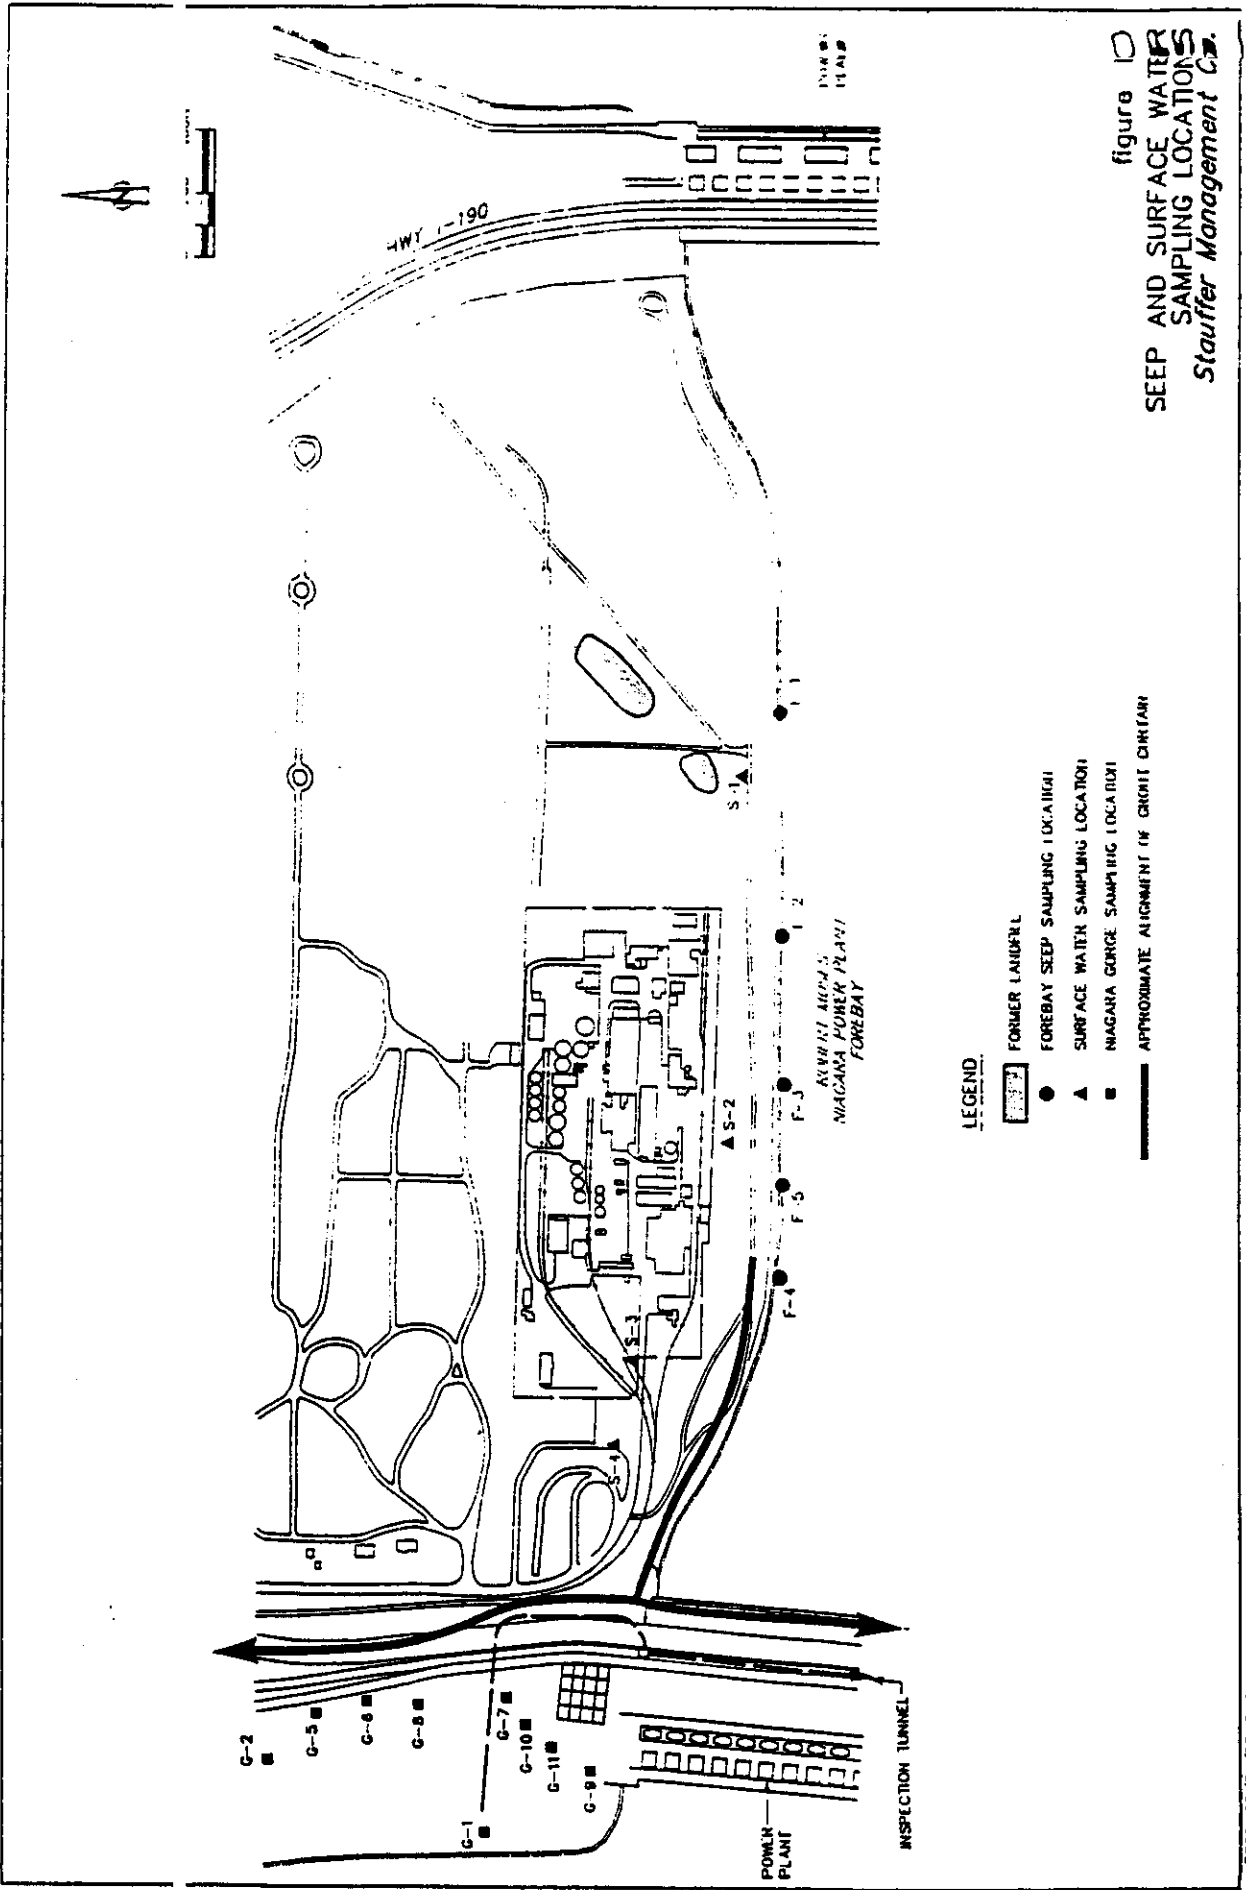 figure 10
SEEP AND SURFACE WATER
SAMPLING LOCATIONS
Stauffer Management Co.
HWY I-190
N
S-1
S-2
S-3
S-4
F-3
F-5
F-4
NIAGARA POWER PLANT
FOREBAY
G-2
G-5
G-6
G-8
G-7
G-10
G-11
G-9
G-1
POWER
PLANT
INSPECTION TUNNEL
LEGEND
FORMER LANDFILL
FOREBAY SEEP SAMPLING LOCATION
SURFACE WATER SAMPLING LOCATION
NIAGARA GORGE SAMPLING LOCATION
APPROXIMATE ALIGNMENT OF GROUT CURTAIN